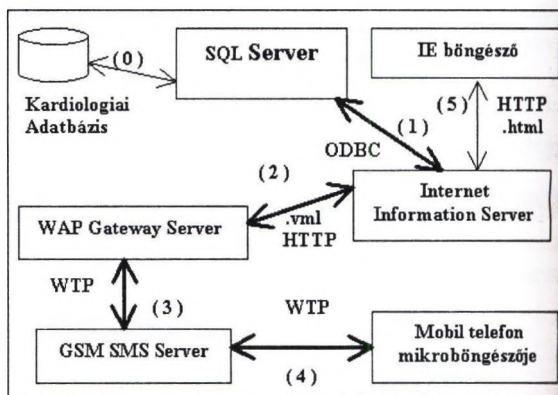 (0)
SQL Server
IE böngésző
Kardiologiai
Adatbázis
(1)
ODBC
(5)
HTTP
.html
(2)
WAP Gateway Server
.vml
HTTP
Internet
Information Server
WTP
(3)
WTP
GSM SMS Server
(4)
Mobil telefon
mikroböngészője